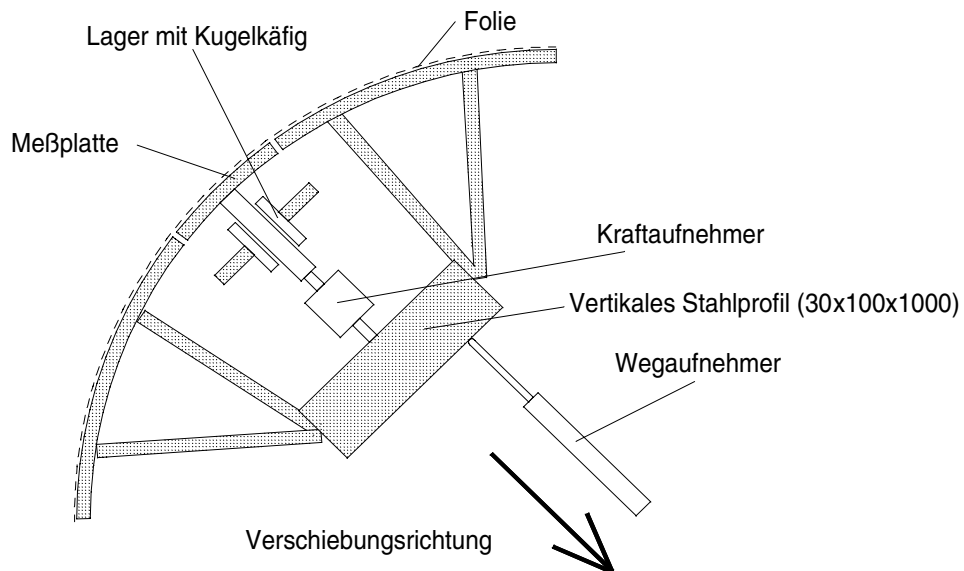 Folie
Lager mit Kugelkäfig
Meßplatte
Kraftaufnehmer
Vertikales Stahlprofil (30x100x1000)
Wegaufnehmer
Verschiebungsrichtung